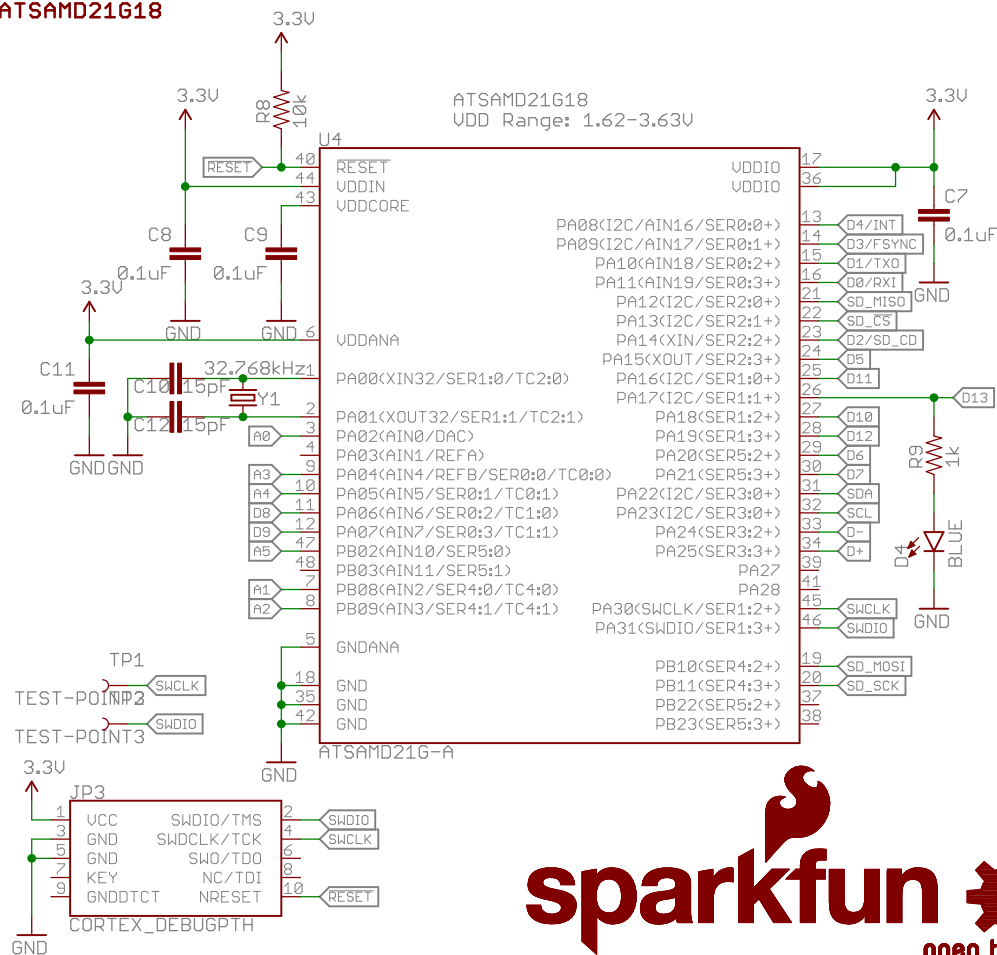 ATSAMD21G18
3.3V
3.3V
R8
10k
ATSAMD21G18
VDD Range: 1.62-3.63V
3.3V
U4
RESET
40 RESET
44 VDDIN
43 VDDCORE
VDDIO 17
VDDIO 36
C7
0.1uF
GND
C8
0.1uF
GND
C9
0.1uF
GND
3.3V
6 VDDANA
C11
0.1uF
GND
GND
C10 15pF
C12 15pF
32.768kHz
Y1
1 PA00(XIN32/SER1:0/TC2:0)
2 PA01(XOUT32/SER1:1/TC2:1)
A0 3 PA02(AIN0/DAC)
4 PA03(AIN1/REFA)
A3 9 PA04(AIN4/REFB/SER0:0/TC0:0)
A4 10 PA05(AIN5/SER0:1/TC0:1)
D8 11 PA06(AIN6/SER0:2/TC1:0)
D9 12 PA07(AIN7/SER0:3/TC1:1)
A5 47 PB02(AIN10/SER5:0)
48 PB03(AIN11/SER5:1)
A1 7 PB08(AIN2/SER4:0/TC4:0)
A2 8 PB09(AIN3/SER4:1/TC4:1)
5 GNDANA
18 GND
35 GND
42 GND
GND
ATSAMD21G-A
PA08(I2C/AIN16/SER0:0+) 13 D4/INT
PA09(I2C/AIN17/SER0:1+) 14 D3/FSYNC
PA10(AIN18/SER0:2+) 15 D1/TXO
PA11(AIN19/SER0:3+) 16 D0/RXI
PA12(I2C/SER2:0+) 21 SD_MISO
PA13(I2C/SER2:1+) 22 SD_CS
PA14(XIN/SER2:2+) 23 D2/SD_CD
PA15(XOUT/SER2:3+) 24 D5
PA16(I2C/SER1:0+) 25 D11
PA17(I2C/SER1:1+) 26 D13
PA18(SER1:2+) 27 D10
PA19(SER1:3+) 28 D12
PA20(SER5:2+) 29 D6
PA21(SER5:3+) 30 D7
PA22(I2C/SER3:0+) 31 SDA
PA23(I2C/SER3:0+) 32 SCL
PA24(SER3:2+) 33 D-
PA25(SER3:3+) 34 D+
PA27 39
PA28 41
PA30(SWCLK/SER1:2+) 45 SWCLK
PA31(SWDIO/SER1:3+) 46 SWDIO
PB10(SER4:2+) 19 SD_MOSI
PB11(SER4:3+) 20 SD_SCK
PB22(SER5:2+) 37
PB23(SER5:3+) 38
R9
1k
D4
BLUE
GND
TP1
SWCLK
TEST-POINT3
TP2
SWDIO
TEST-POINT3
3.3V
JP3
1 VCC SWDIO/TMS 2 SWDIO
3 GND SWDCLK/TCK 4 SWCLK
5 GND SWO/TDO 6
7 KEY NC/TDI 8
9 GNDDTCT NRESET 10 RESET
CORTEX_DEBUGPTH
GND
sparkfun
open